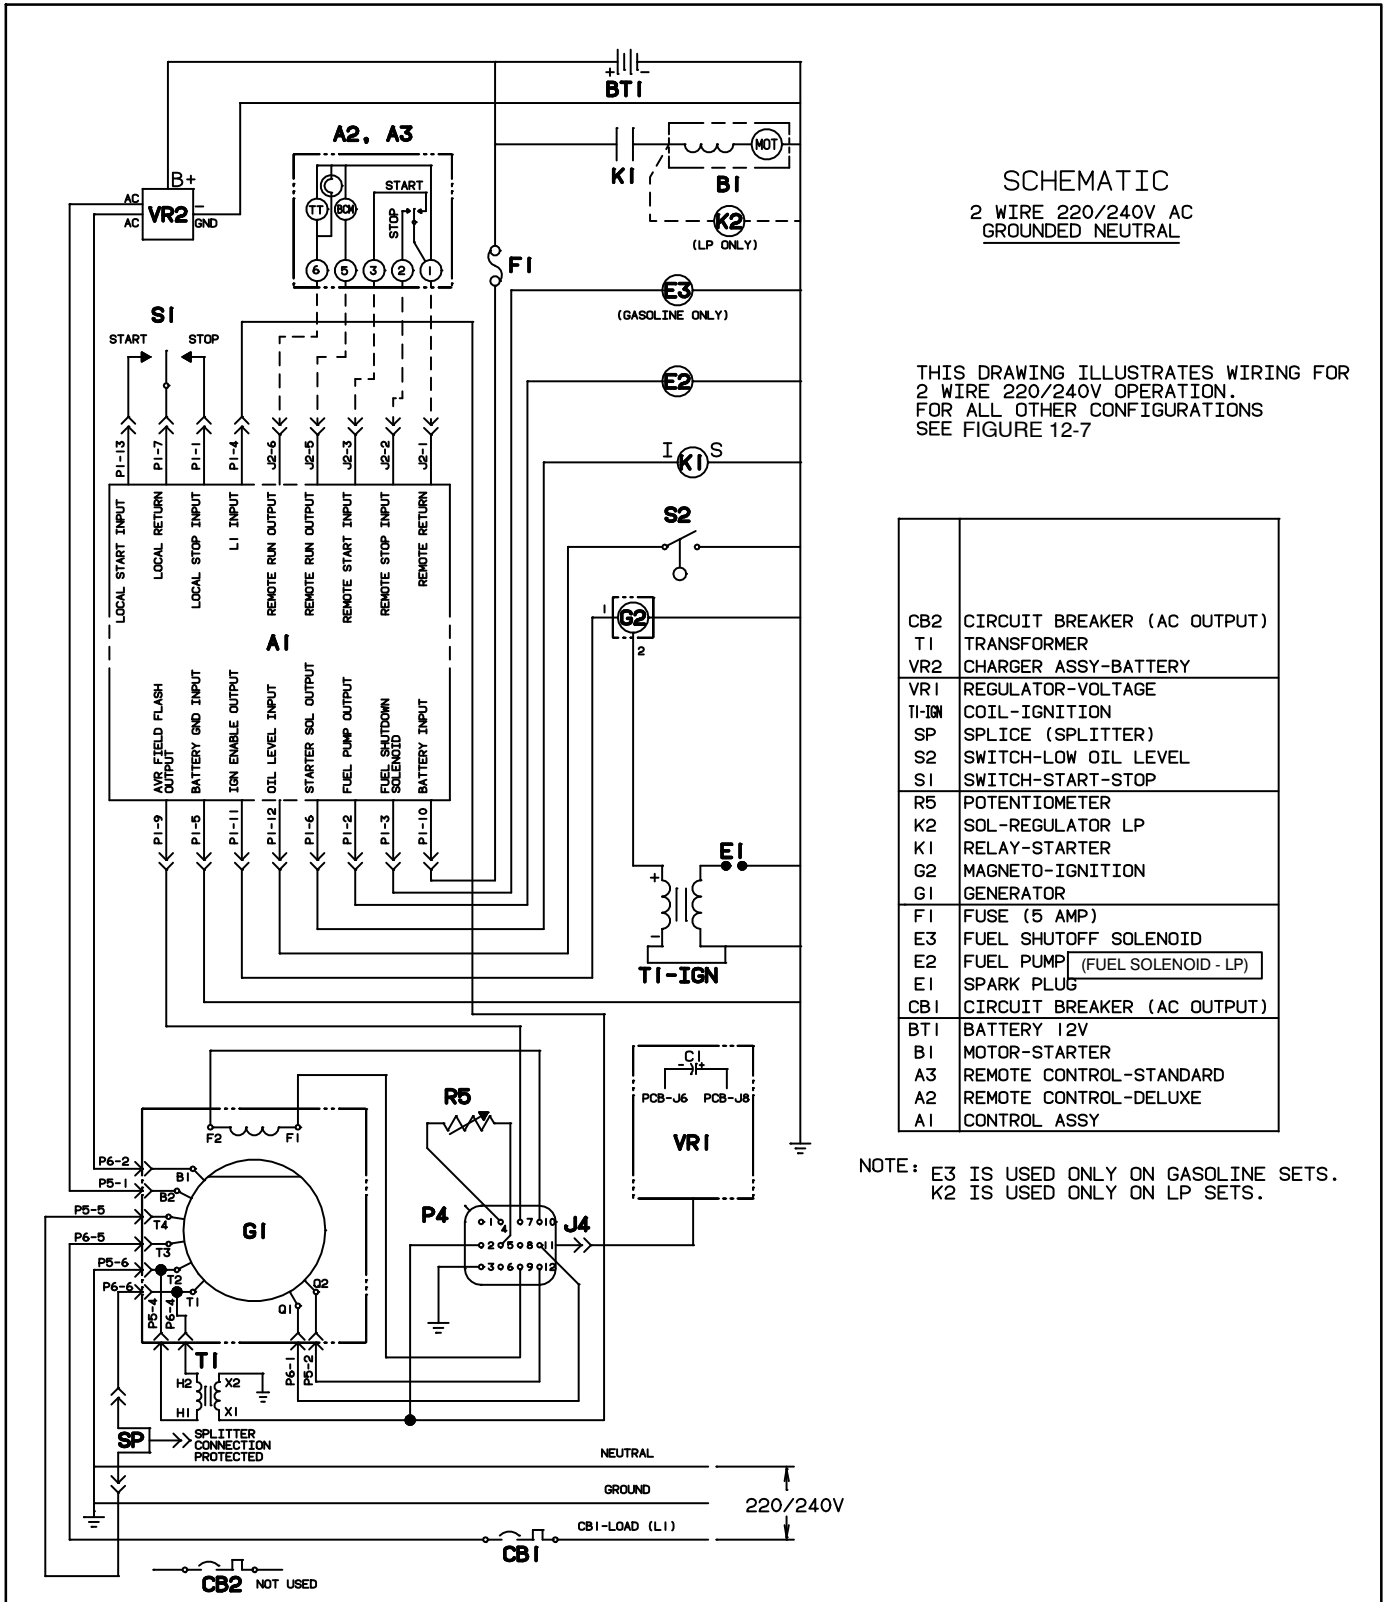 + -
BT1
A2, A3
B+
AC
VR2
-
AC
GND
TT
BCM
START
STOP
6 5 3 2 1
K1
MOT
B1
K2
(LP ONLY)
F1
E3
(GASOLINE ONLY)
E2
I K1 S
S2
1
G2
2
S1
START
STOP
P1-13
P1-7
P1-1
P1-4
J2-6
J2-5
J2-3
J2-2
J2-1
LOCAL START INPUT
LOCAL RETURN
LOCAL STOP INPUT
L1 INPUT
REMOTE RUN OUTPUT
REMOTE RUN OUTPUT
REMOTE START INPUT
REMOTE STOP INPUT
REMOTE RETURN
A1
AVR FIELD FLASH
OUTPUT
BATTERY GND INPUT
IGN ENABLE OUTPUT
OIL LEVEL INPUT
STARTER SOL OUTPUT
FUEL PUMP OUTPUT
FUEL SHUTDOWN
SOLENOID
BATTERY INPUT
P1-9
P1-5
P1-11
P1-12
P1-6
P1-2
P1-3
P1-10
E1
+
-
T1-IGN
C1
- +
PCB-J6 PCB-J8
VR1
R5
F2
F1
P6-2
B1
P5-1
B2
P5-5
T4
P6-5
T3
P5-6
T2
P6-6
T1
G1
Q2
Q1
P5-4
P6-4
P6-1
P5-2
P4
J4
1 4 7 10
2 5 8 11
3 6 9 12
T1
H2 X2
H1 X1
SP
SPLITTER
CONNECTION
PROTECTED
NEUTRAL
GROUND
220/240V
CB1-LOAD (L1)
CB1
CB2 NOT USED
SCHEMATIC
2 WIRE 220/240V AC
GROUNDED NEUTRAL
THIS DRAWING ILLUSTRATES WIRING FOR
2 WIRE 220/240V OPERATION.
FOR ALL OTHER CONFIGURATIONS
SEE FIGURE 12-7
CB2 CIRCUIT BREAKER (AC OUTPUT)
T1 TRANSFORMER
VR2 CHARGER ASSY-BATTERY
VR1 REGULATOR-VOLTAGE
T1-IGN COIL-IGNITION
SP SPLICE (SPLITTER)
S2 SWITCH-LOW OIL LEVEL
S1 SWITCH-START-STOP
R5 POTENTIOMETER
K2 SOL-REGULATOR LP
K1 RELAY-STARTER
G2 MAGNETO-IGNITION
G1 GENERATOR
F1 FUSE (5 AMP)
E3 FUEL SHUTOFF SOLENOID
E2 FUEL PUMP (FUEL SOLENOID - LP)
E1 SPARK PLUG
CB1 CIRCUIT BREAKER (AC OUTPUT)
BT1 BATTERY 12V
B1 MOTOR-STARTER
A3 REMOTE CONTROL-STANDARD
A2 REMOTE CONTROL-DELUXE
A1 CONTROL ASSY
NOTE: E3 IS USED ONLY ON GASOLINE SETS.
K2 IS USED ONLY ON LP SETS.